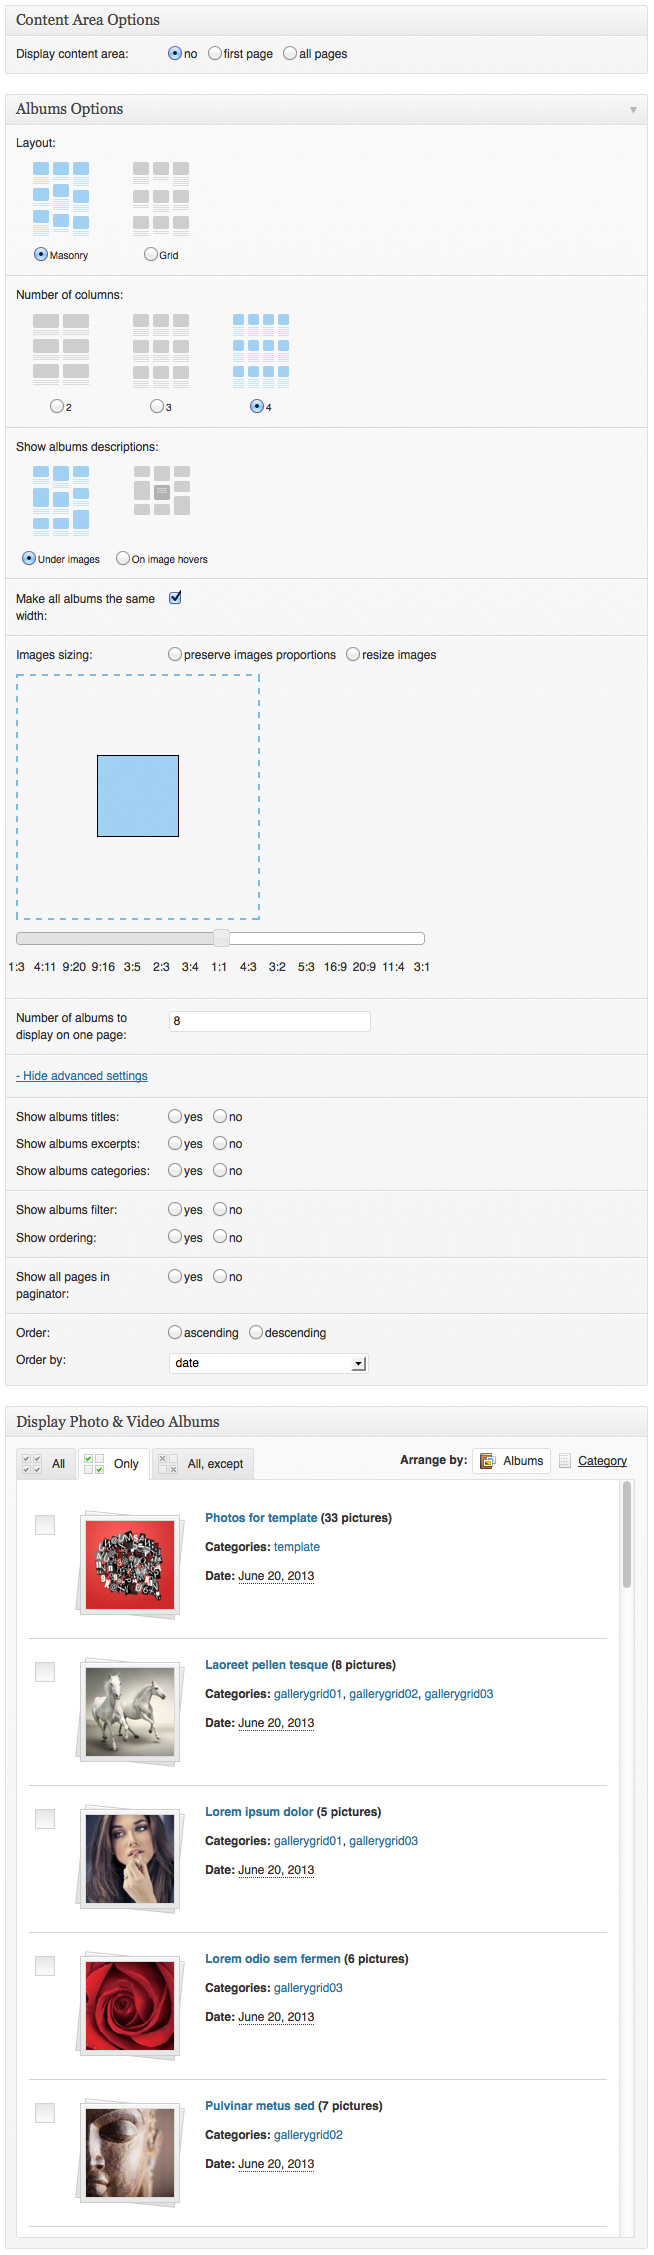 Content Area Options
Display content area: no first page all pages
Albums Options
Layout:
Masonry Grid
Number of columns:
2 3 4
Show albums descriptions:
Under images On image hovers
Make all albums the same
width:
Images sizing: preserve images proportions resize images
1:3 4:11 9:20 9:16 3:5 2:3 3:4 1:1 4:3 3:2 5:3 16:9 20:9 11:4 3:1
Number of albums to
display on one page:
8
- Hide advanced settings
Show albums titles: yes no
Show albums excerpts: yes no
Show albums categories: yes no
Show albums filter: yes no
Show ordering: yes no
Show all pages in
paginator:
yes no
Order: ascending descending
Order by: date
Display Photo & Video Albums
All Only All, except Arrange by: Albums Category
Photos for template (33 pictures)
Categories: template
Date: June 20, 2013
Laoreet pellen tesque (8 pictures)
Categories: gallerygrid01, gallerygrid02, gallerygrid03
Date: June 20, 2013
Lorem ipsum dolor (5 pictures)
Categories: gallerygrid01, gallerygrid03
Date: June 20, 2013
Lorem odio sem fermen (6 pictures)
Categories: gallerygrid03
Date: June 20, 2013
Pulvinar metus sed (7 pictures)
Categories: gallerygrid02
Date: June 20, 2013